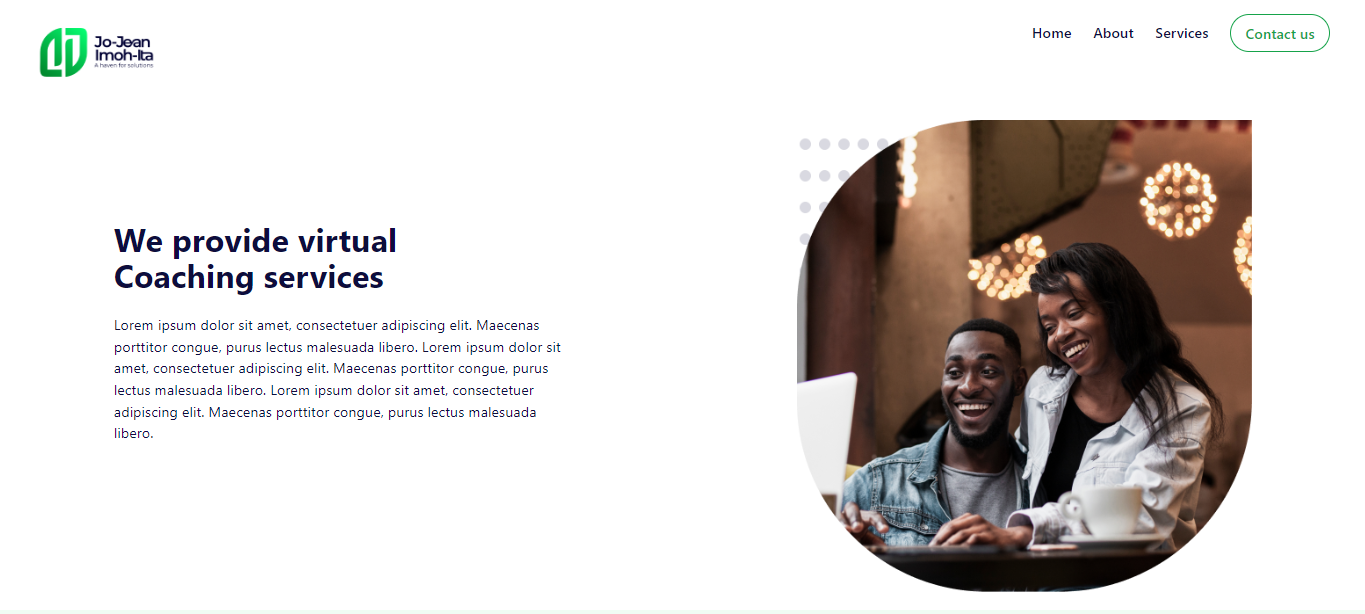 Jo-Jean
Imoh-Ita
A haven for solutions
Home About Services Contact us
We provide virtual
Coaching services
Lorem ipsum dolor sit amet, consectetuer adipiscing elit. Maecenas
porttitor congue, purus lectus malesuada libero. Lorem ipsum dolor sit
amet, consectetuer adipiscing elit. Maecenas porttitor congue, purus
lectus malesuada libero. Lorem ipsum dolor sit amet, consectetuer
adipiscing elit. Maecenas porttitor congue, purus lectus malesuada
libero.